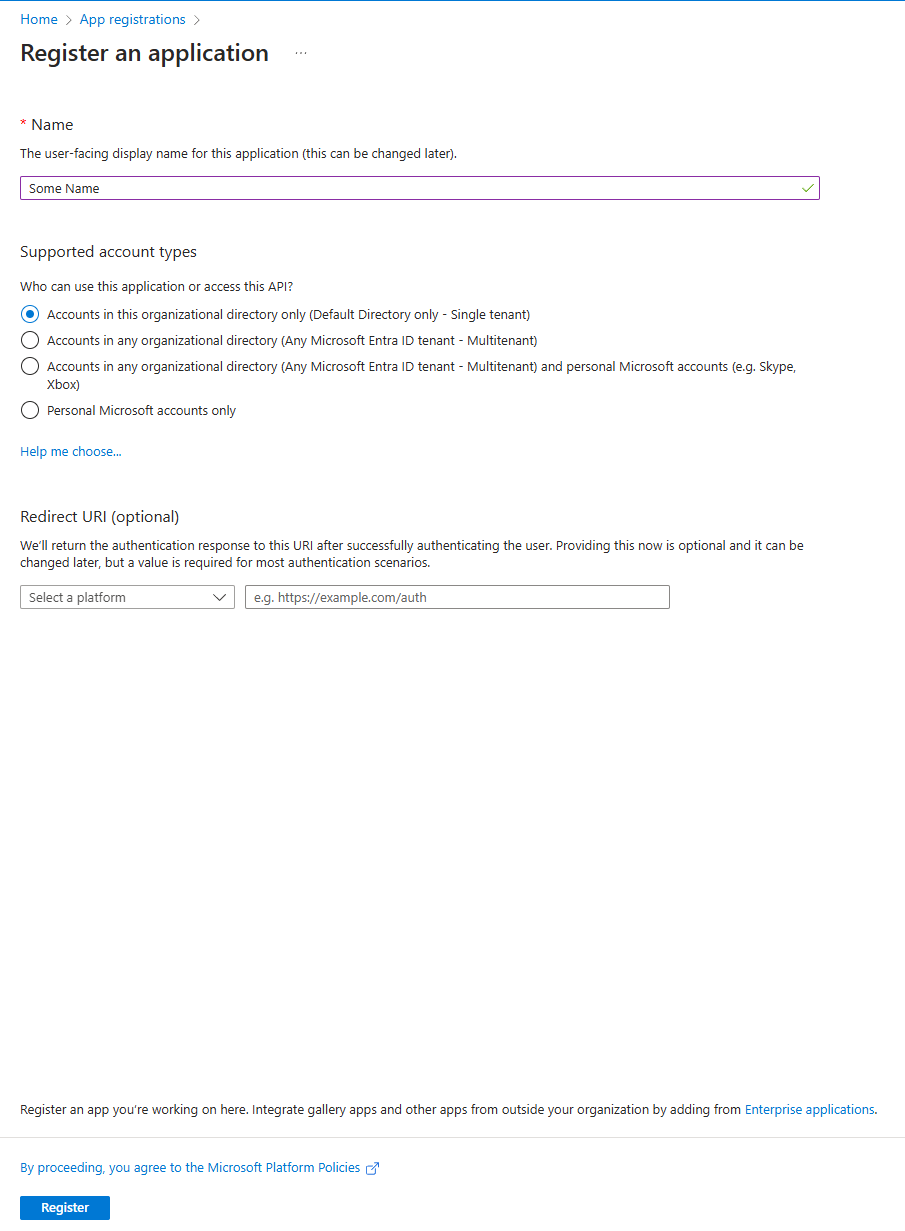 Home > App registrations >
Register an application ...
* Name
The user-facing display name for this application (this can be changed later).
Some Name
Supported account types
Who can use this application or access this API?
Accounts in this organizational directory only (Default Directory only - Single tenant)
Accounts in any organizational directory (Any Microsoft Entra ID tenant - Multitenant)
Accounts in any organizational directory (Any Microsoft Entra ID tenant - Multitenant) and personal Microsoft accounts (e.g. Skype,
Xbox)
Personal Microsoft accounts only
Help me choose...
Redirect URI (optional)
We'll return the authentication response to this URI after successfully authenticating the user. Providing this now is optional and it can be
changed later, but a value is required for most authentication scenarios.
Select a platform e.g. https://example.com/auth
Register an app you're working on here. Integrate gallery apps and other apps from outside your organization by adding from Enterprise applications.
By proceeding, you agree to the Microsoft Platform Policies
Register